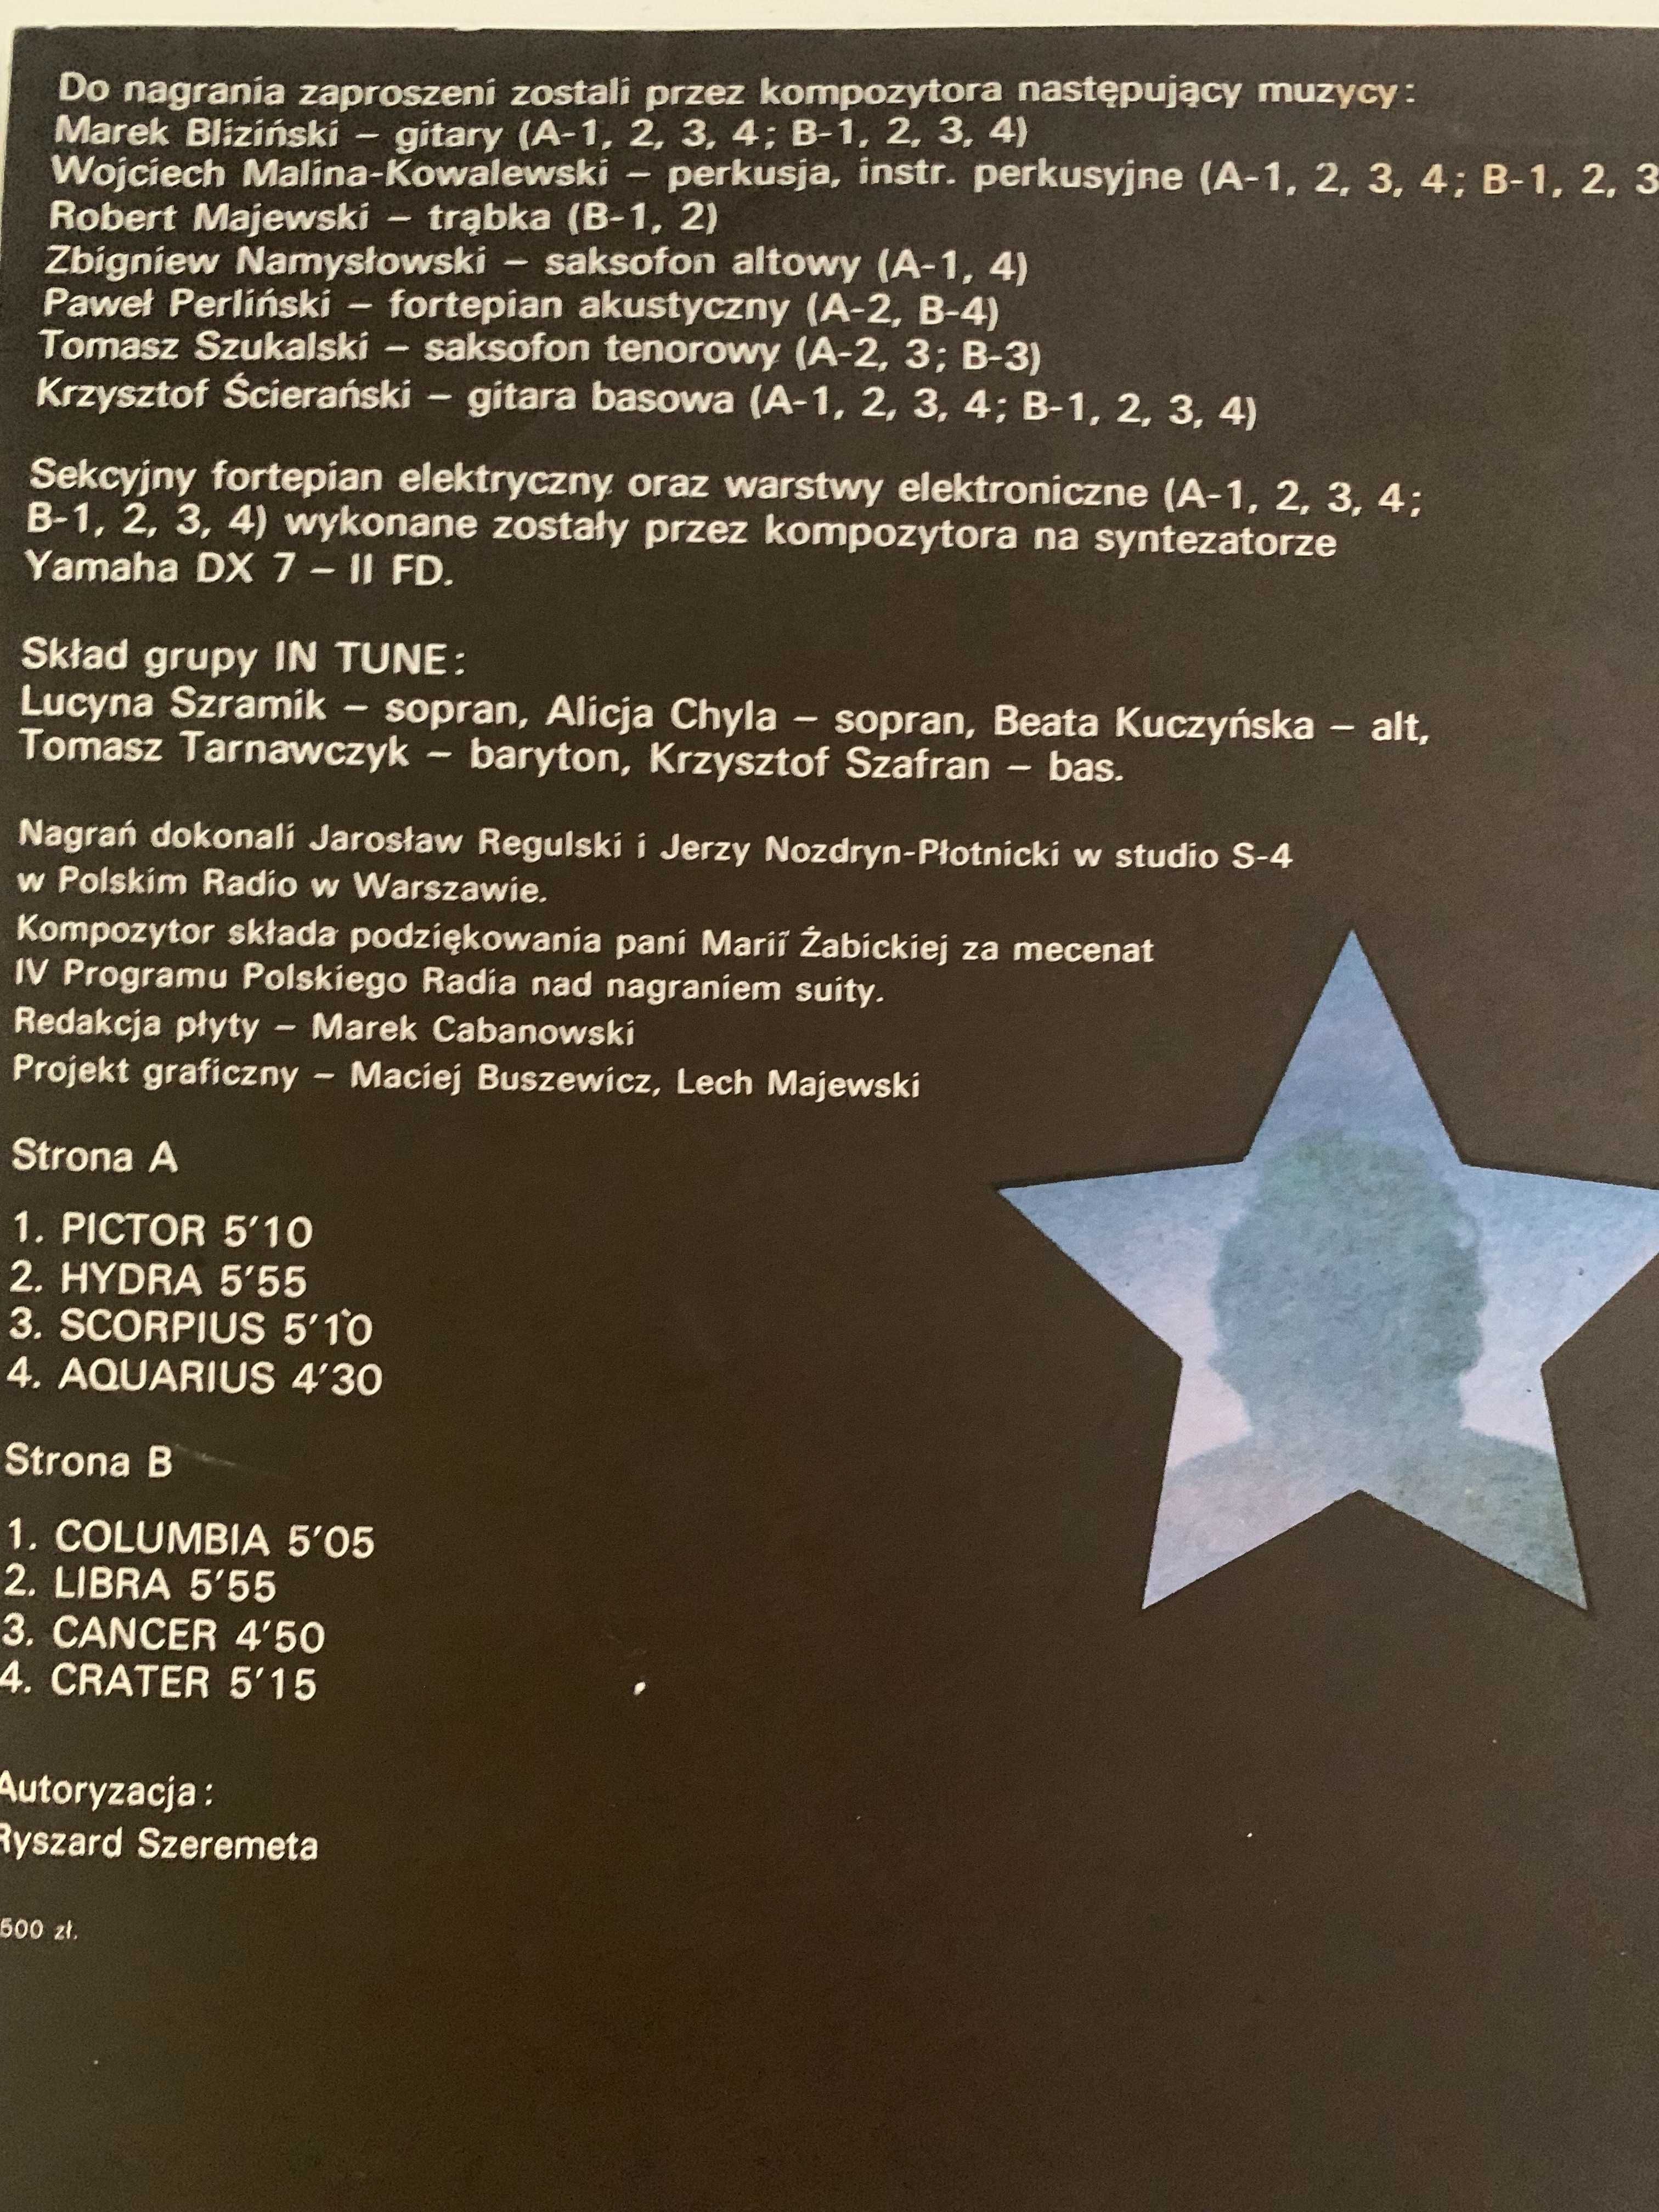 Do nagrania zaproszeni zostali przez kompozytora następujący muzycy:
Marek Bliziński – gitary (A-1, 2, 3, 4; B-1, 2, 3, 4)
Wojciech Malina-Kowalewski – perkusja, instr. perkusyjne (A-1, 2, 3, 4; B-1, 2, 3
Robert Majewski – trąbka (B-1, 2)
Zbigniew Namysłowski – saksofon altowy (A-1, 4)
Paweł Perliński – fortepian akustyczny (A-2, B-4)
Tomasz Szukalski – saksofon tenorowy (A-2, 3; B-3)
Krzysztof Ścierański – gitara basowa (A-1, 2, 3, 4; B-1, 2, 3, 4)
Sekcyjny fortepian elektryczny oraz warstwy elektroniczne (A-1, 2, 3, 4;
B-1, 2, 3, 4) wykonane zostały przez kompozytora na syntezatorze
Yamaha DX 7 – II FD.
Skład grupy IN TUNE:
Lucyna Szramik – sopran, Alicja Chyla – sopran, Beata Kuczyńska – alt,
Tomasz Tarnawczyk – baryton, Krzysztof Szafran – bas.
Nagrań dokonali Jarosław Regulski i Jerzy Nozdryn-Płotnicki w studio S-4
w Polskim Radio w Warszawie.
Kompozytor składa podziękowania pani Marii Żabickiej za mecenat
IV Programu Polskiego Radia nad nagraniem suity.
Redakcja płyty – Marek Cabanowski
Projekt graficzny – Maciej Buszewicz, Lech Majewski
Strona A
1. PICTOR 5'10
2. HYDRA 5'55
3. SCORPIUS 5'10
4. AQUARIUS 4'30
Strona B
1. COLUMBIA 5'05
2. LIBRA 5'55
3. CANCER 4'50
4. CRATER 5'15
Autoryzacja:
Ryszard Szeremeta
500 zł.